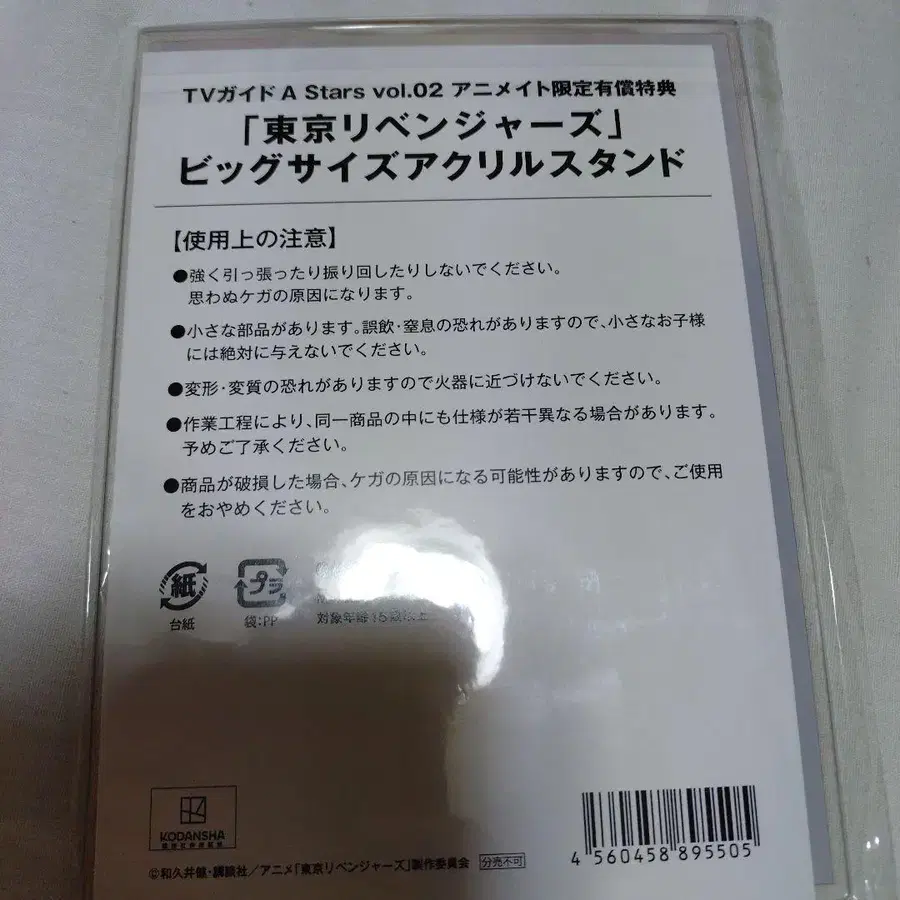 TVガイド A Stars vol.02 アニメイト限定有償特典
「東京リベンジャーズ」
ビッグサイズアクリルスタンド
【使用上の注意】
●強く引っ張ったり振り回したりしないでください。
思わぬケガの原因になります。
●小さな部品があります。誤飲・窒息の恐れがありますので、小さなお子様
には絶対に与えないでください。
●変形・変質の恐れがありますので火器に近づけないでください。
●作業工程により、同一商品の中にも仕様が若干異なる場合があります。
予めご了承ください。
●商品が破損した場合、ケガの原因になる可能性がありますので、ご使用
をおやめください。
紙
プラ
台紙
袋:PP
対象年齢15歳以上
KODANSHA
©和久井健・講談社／アニメ「東京リベンジャーズ」製作委員会
分売不可
4 560458 895505